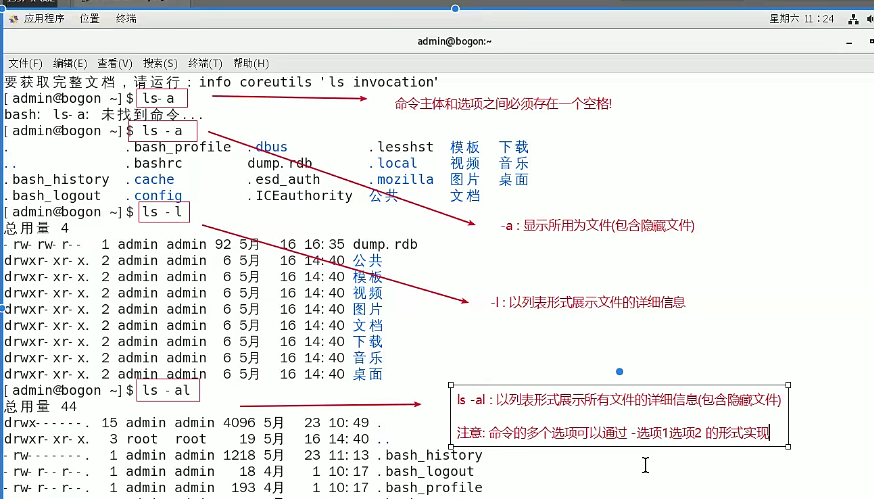 应用程序 位置 终端 星期六 11:24
admin@bogon:~
文件(F) 编辑(E) 查看(V) 搜索(S) 终端(T) 帮助(H)
要获取完整文档，请运行：info coreutils 'ls invocation'
[admin@bogon ~]$ ls-a
命令主体和选项之间必须存在一个空格!
bash: ls-a: 未找到命令...
[admin@bogon ~]$ ls -a
. .bash_profile .dbus .lesshst 模板 下载
.. .bashrc dump.rdb .local 视频 音乐
.bash_history .cache .esd_auth .mozilla 图片 桌面
.bash_logout .config .ICEauthority 公共 文档
[admin@bogon ~]$ ls -l
-a : 显示所用为文件(包含隐藏文件)
总用量 4
-rw-rw-r-- 1 admin admin 92 5月 16 16:35 dump.rdb
drwxr-xr-x. 2 admin admin 6 5月 16 14:40 公共
drwxr-xr-x. 2 admin admin 6 5月 16 14:40 模板
drwxr-xr-x. 2 admin admin 6 5月 16 14:40 视频
-l : 以列表形式展示文件的详细信息
drwxr-xr-x. 2 admin admin 6 5月 16 14:40 图片
drwxr-xr-x. 2 admin admin 6 5月 16 14:40 文档
drwxr-xr-x. 2 admin admin 6 5月 16 14:40 下载
drwxr-xr-x. 2 admin admin 6 5月 16 14:40 音乐
drwxr-xr-x. 2 admin admin 6 5月 16 14:40 桌面
[admin@bogon ~]$ ls -al
ls -al : 以列表形式展示所有文件的详细信息(包含隐藏文件)
注意: 命令的多个选项可以通过 -选项1选项2 的形式实现
总用量 44
drwx------. 15 admin admin 4096 5月 23 10:49 .
drwxr-xr-x. 3 root root 19 5月 16 14:40 ..
-rw-------. 1 admin admin 1218 5月 23 11:13 .bash_history
-rw-r--r--. 1 admin admin 18 4月 1 10:17 .bash_logout
-rw-r--r--. 1 admin admin 193 4月 1 10:17 .bash_profile